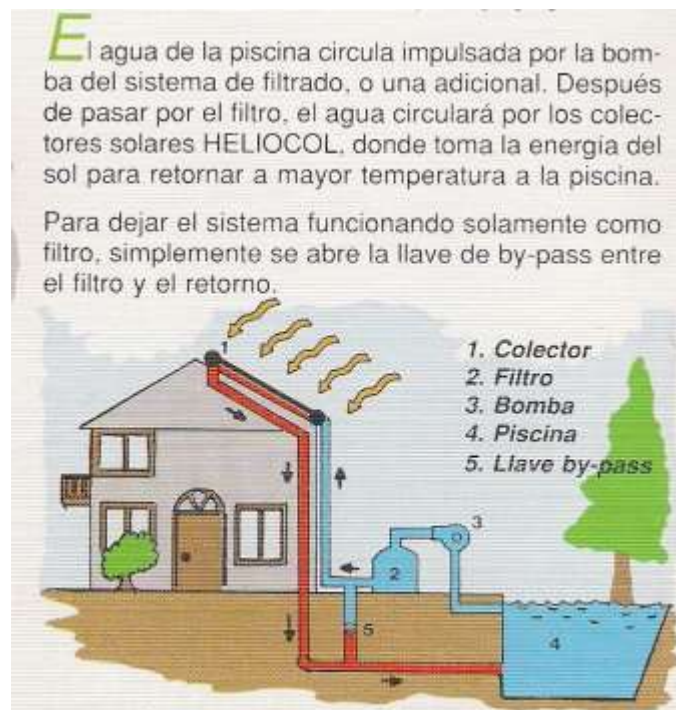 El agua de la piscina circula impulsada por la bom-
ba del sistema de filtrado, o una adicional. Después
de pasar por el filtro, el agua circulará por los colec-
tores solares HELIOCOL, donde toma la energía del
sol para retornar a mayor temperatura a la piscina.
Para dejar el sistema funcionando solamente como
filtro, simplemente se abre la llave de by-pass entre
el filtro y el retorno.
1. Colector
2. Filtro
3. Bomba
4. Piscina
5. Llave by-pass
1
3
2
5
4